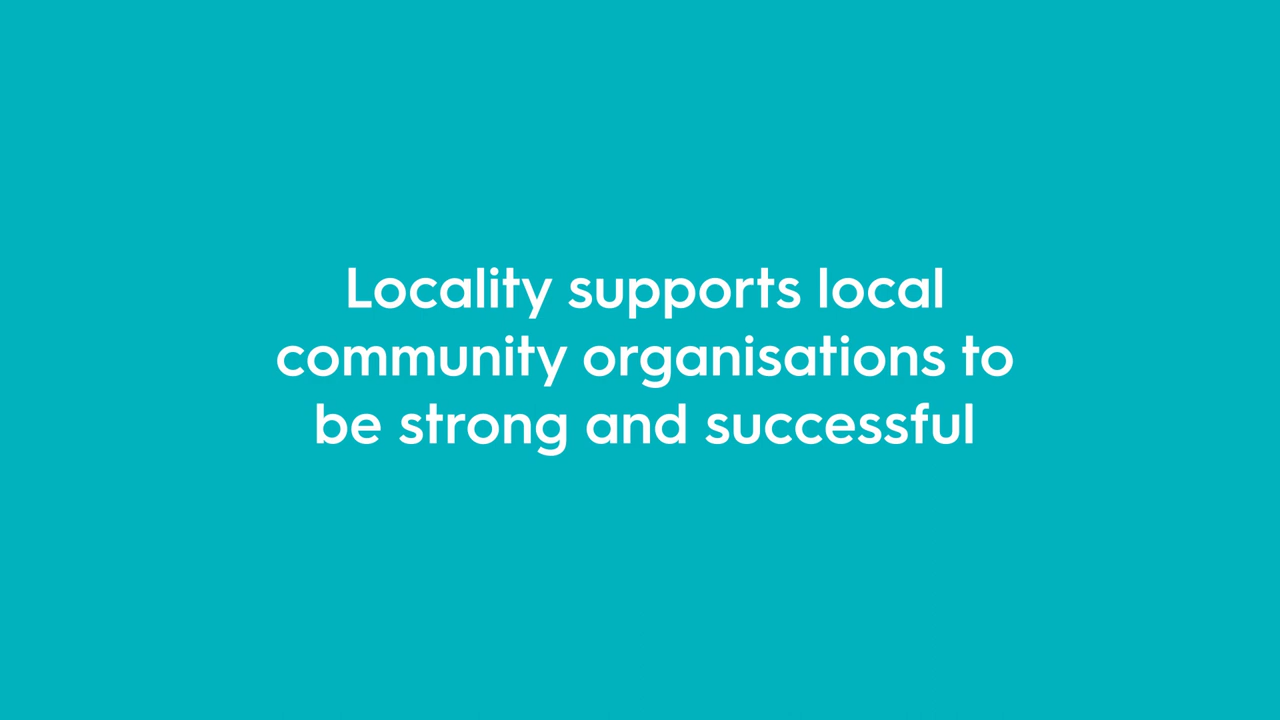 Locality supports local
community organisations to
be strong and successful